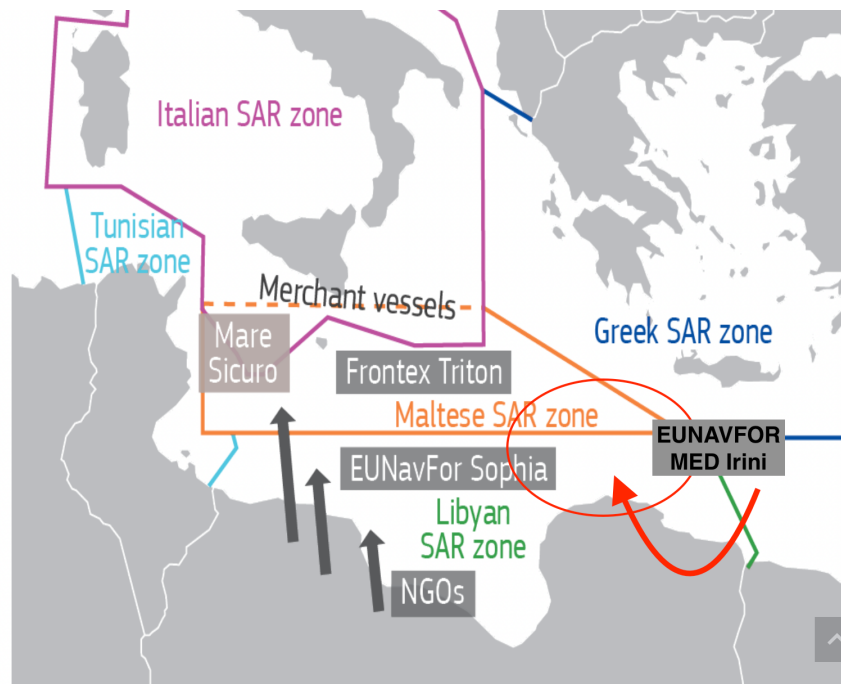 Italian SAR zone
Tunisian
SAR zone
Merchant vessels
Mare
Sicuro
Greek SAR zone
Frontex Triton
Maltese SAR zone
EUNAVFOR
MED Irini
EUNavFor Sophia
Libyan
SAR zone
NGOs